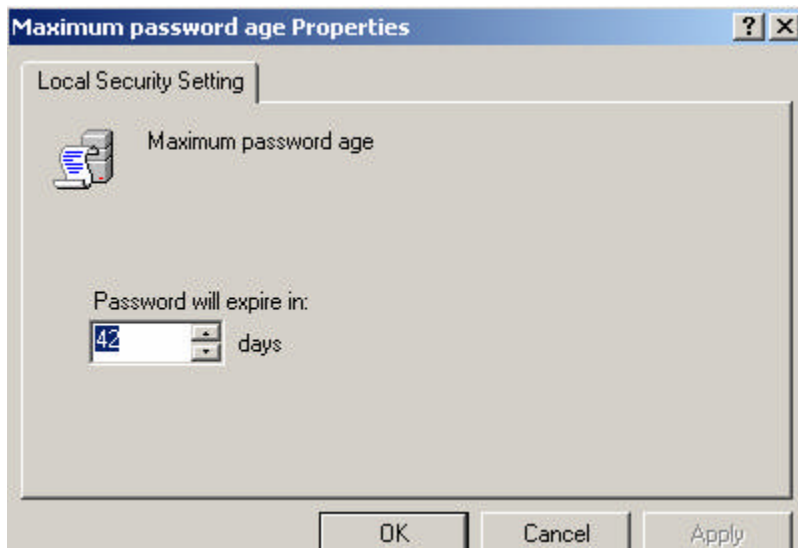 Maximum password age Properties
Local Security Setting
Maximum password age
Password will expire in:
42 days
OK Cancel Apply